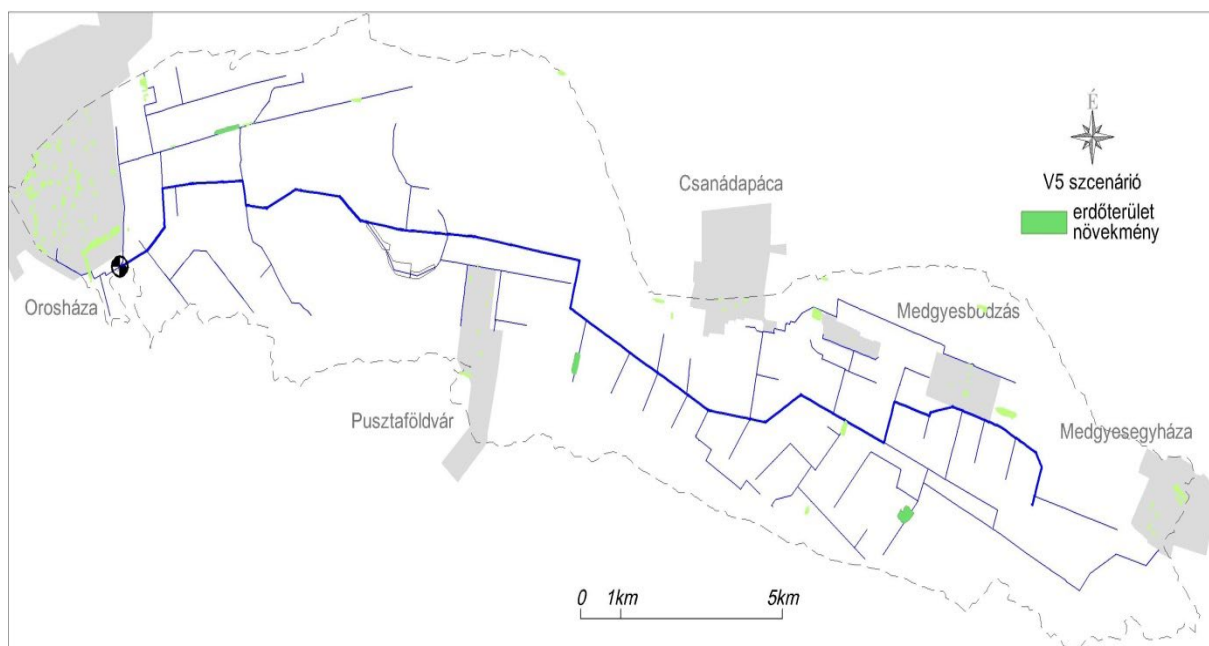 É
Csanádapáca
V5 szcenárió
erdőterület
növekmény
Orosháza
Medgyesbodzás
Pusztaföldvár
Medgyesegyháza
0 1km 5km